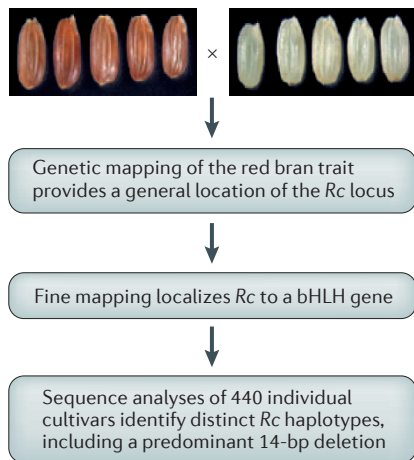 ×
Genetic mapping of the red bran trait
provides a general location of the Rc locus
Fine mapping localizes Rc to a bHLH gene
Sequence analyses of 440 individual
cultivars identify distinct Rc haplotypes,
including a predominant 14-bp deletion